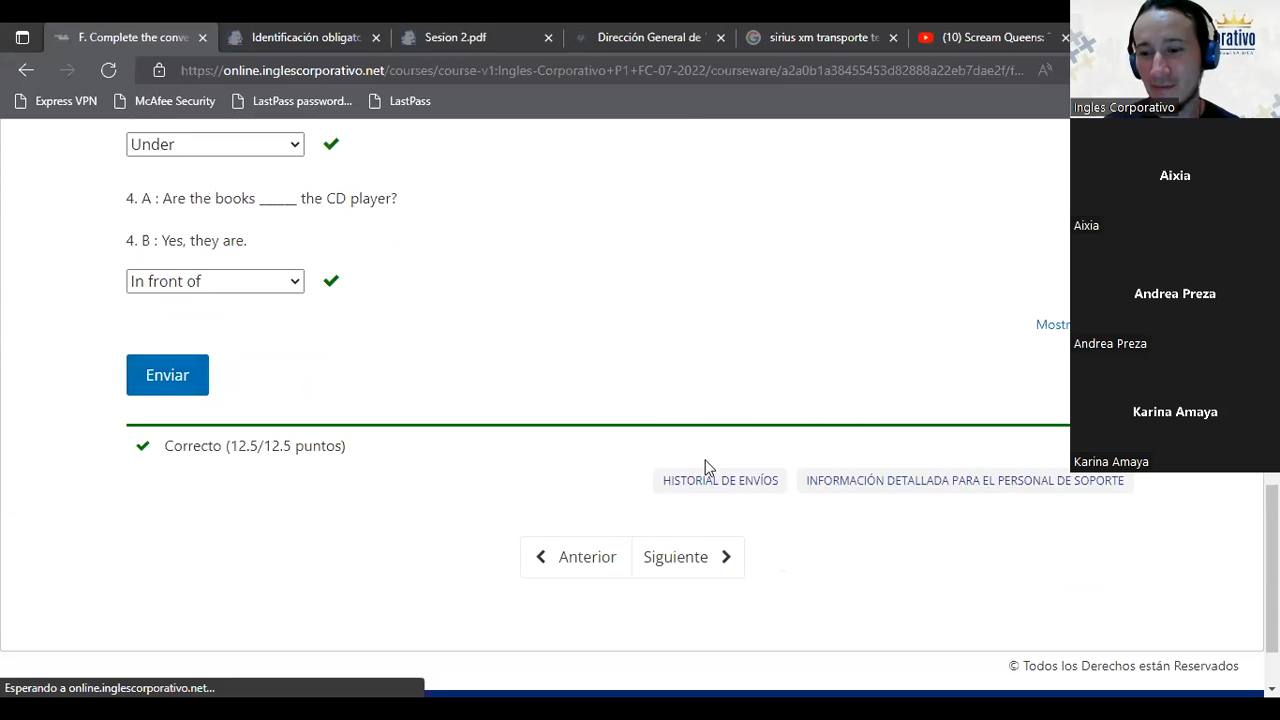 F. Complete the conve
Identificación obligato
Sesion 2.pdf
Dirección General de
sirius xm transporte te
(10) Scream Queens:
https://online.inglescorporativo.net/courses/course-v1:Ingles-Corporativo+P1+FC-07-2022/courseware/a2a0b1a38455453d82888a22eb7dae2f/f...
Express VPN
McAfee Security
LastPass password...
LastPass
Under
4. A : Are the books ______ the CD player?
4. B : Yes, they are.
In front of
Mostr
Enviar
Correcto (12.5/12.5 puntos)
HISTORIAL DE ENVÍOS
INFORMACIÓN DETALLADA PARA EL PERSONAL DE SOPORTE
Anterior
Siguiente
© Todos los Derechos están Reservados
Esperando a online.inglescorporativo.net...
orativo
Ingles Corporativo
Aixia
Aixia
Andrea Preza
Andrea Preza
Karina Amaya
Karina Amaya